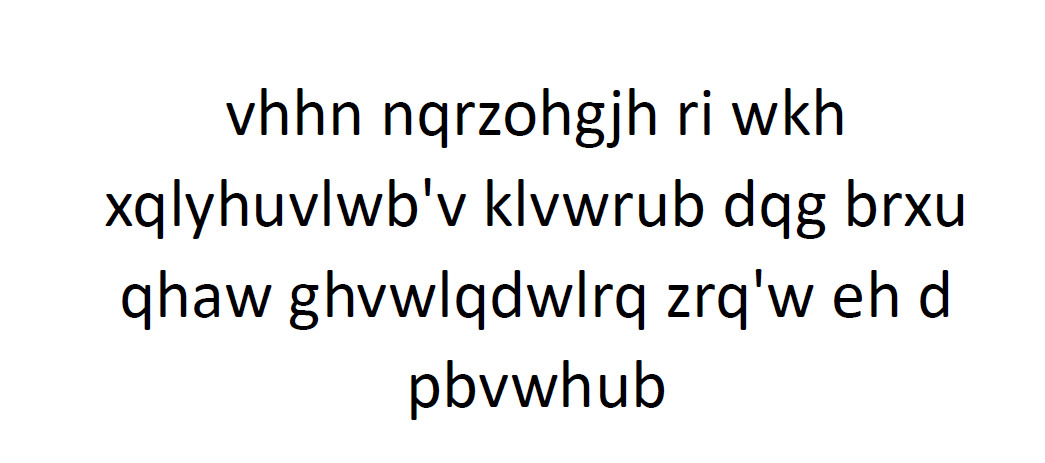 vhhn nqrzohgjh ri wkh
xqlyhuvlwb'v klvwrub dqg brxu
qhaw ghvwlqdwlrq zrq'w eh d
pbvwhub